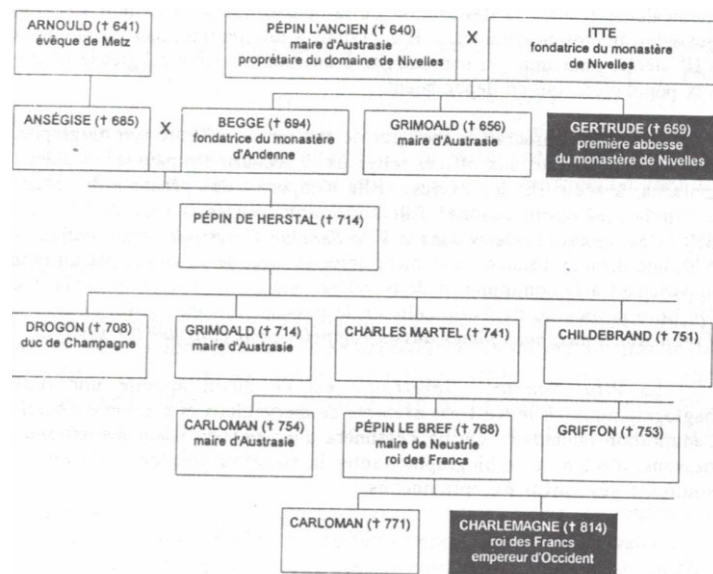 ARNOULD († 641)
évêque de Metz
PÉPIN L'ANCIEN († 640)
maire d'Austrasie
proprétaire du domaine de Nivelles
X
ITTE
fondatrice du monastère
de Nivelles
ANSÉGISE († 685)
X
BEGGE († 694)
fondatrice du monastère
d'Andenne
GRIMOALD († 656)
maire d'Austrasie
GERTRUDE († 659)
première abbesse
du monastère de Nivelles
PÉPIN DE HERSTAL († 714)
DROGON († 708)
duc de Champagne
GRIMOALD († 714)
maire d'Austrasie
CHARLES MARTEL († 741)
CHILDEBRAND († 751)
CARLOMAN († 754)
maire d'Austrasie
PÉPIN LE BREF († 768)
maire de Neustrie
roi des Francs
GRIFFON († 753)
CARLOMAN († 771)
CHARLEMAGNE († 814)
roi des Francs
empereur d'Occident